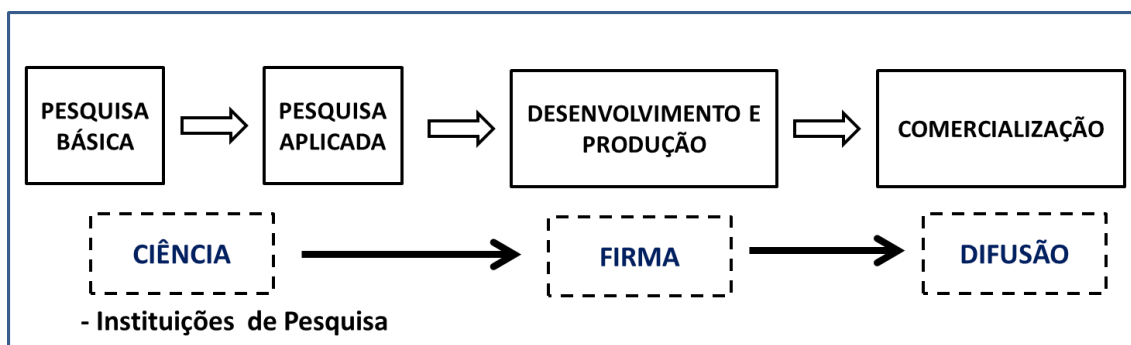 PESQUISA
BÁSICA
PESQUISA
APLICADA
DESENVOLVIMENTO E
PRODUÇÃO
COMERCIALIZAÇÃO
CIÊNCIA
FIRMA
DIFUSÃO
- Instituições de Pesquisa